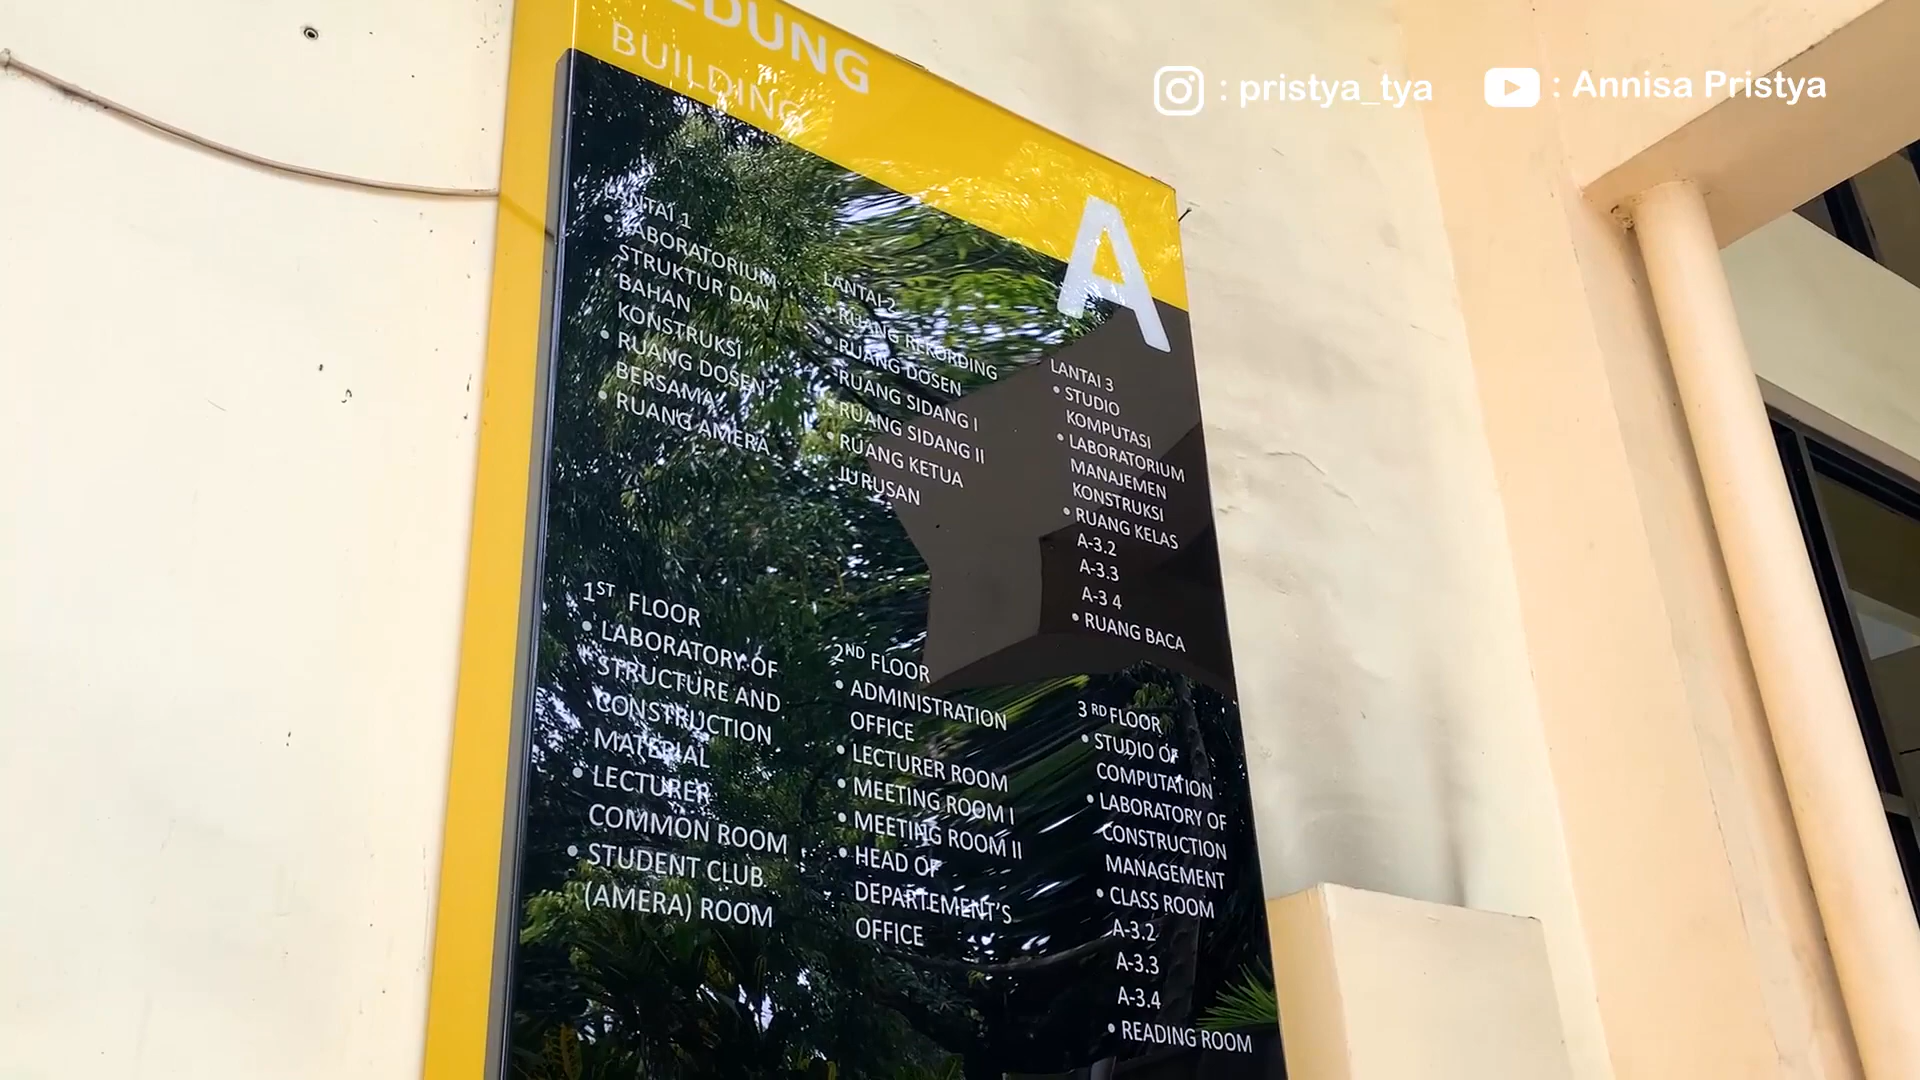 BUILDING
A
: pristya_tya
: Annisa Pristya
LANTAI 1
• LABORATORIUM
STRUKTUR DAN
BAHAN
KONSTRUKSI
• RUANG DOSEN
BERSAMA
• RUANG AMERA
LANTAI 2
• RUANG REKORDING
• RUANG DOSEN
• RUANG SIDANG I
• RUANG SIDANG II
• RUANG KETUA
JURUSAN
LANTAI 3
• STUDIO
KOMPUTASI
• LABORATORIUM
MANAJEMEN
KONSTRUKSI
• RUANG KELAS
A-3.2
A-3.3
A-3 4
• RUANG BACA
1ST FLOOR
• LABORATORY OF
STRUCTURE AND
CONSTRUCTION
MATERIAL
• LECTURER
COMMON ROOM
• STUDENT CLUB
(AMERA) ROOM
2ND FLOOR
• ADMINISTRATION
OFFICE
• LECTURER ROOM
• MEETING ROOM I
• MEETING ROOM II
• HEAD OF
DEPARTEMENT'S
OFFICE
3 RD FLOOR
• STUDIO OF
COMPUTATION
• LABORATORY OF
CONSTRUCTION
MANAGEMENT
• CLASS ROOM
A-3.2
A-3.3
A-3.4
• READING ROOM